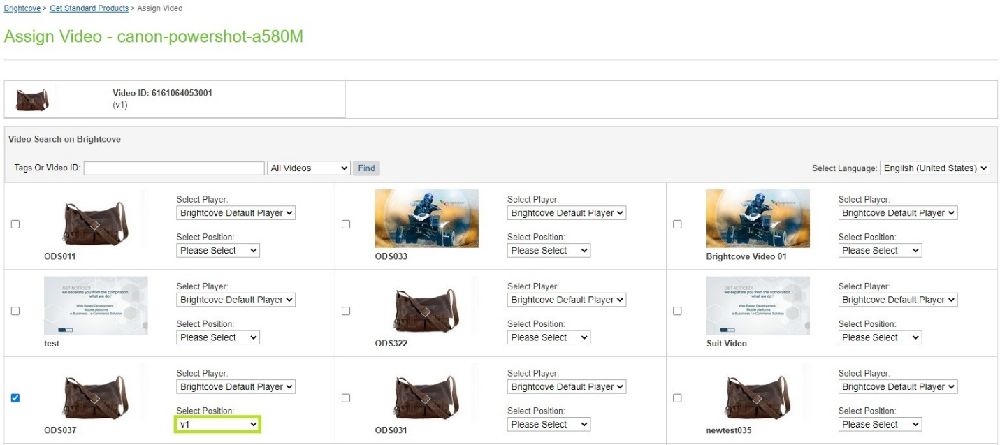 Brightcove > Get Standard Products > Assign Video
Assign Video - canon-powershot-a580M
Video ID: 6161064053001
(v1)
Video Search on Brightcove
Tags Or Video ID: All Videos Find Select Language: English (United States)
Select Player:
Brightcove Default Player
Select Position:
Please Select
ODS011
Select Player:
Brightcove Default Player
Select Position:
Please Select
ODS033
Select Player:
Brightcove Default Player
Select Position:
Please Select
Brightcove Video 01
GET NOTICED!
we separate you from the compitation.
what we do?
Web Based Development
Mobile platforms
e-Bussiness / e-Commerce Solution
Select Player:
Brightcove Default Player
Select Position:
Please Select
test
Select Player:
Brightcove Default Player
Select Position:
Please Select
ODS322
GET NOTICED!
we separate you from the compitation.
what we do?
Web Based Development
Mobile platforms
e-Bussiness / e-Commerce Solution
Select Player:
Brightcove Default Player
Select Position:
Please Select
Suit Video
Select Player:
Brightcove Default Player
Select Position:
v1
ODS037
Select Player:
Brightcove Default Player
Select Position:
Please Select
ODS031
Select Player:
Brightcove Default Player
Select Position:
Please Select
newtest035